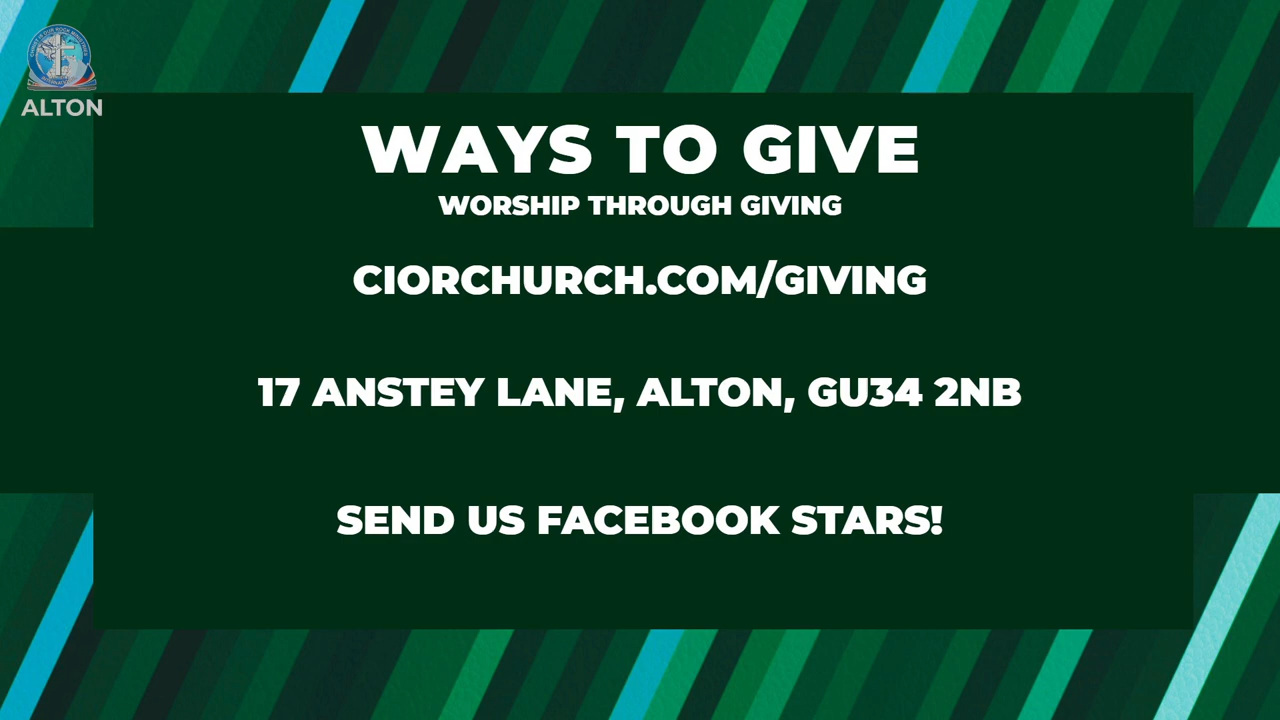 ALTON
WAYS TO GIVE
WORSHIP THROUGH GIVING
CIORCHURCH.COM/GIVING
17 ANSTEY LANE, ALTON, GU34 2NB
SEND US FACEBOOK STARS!